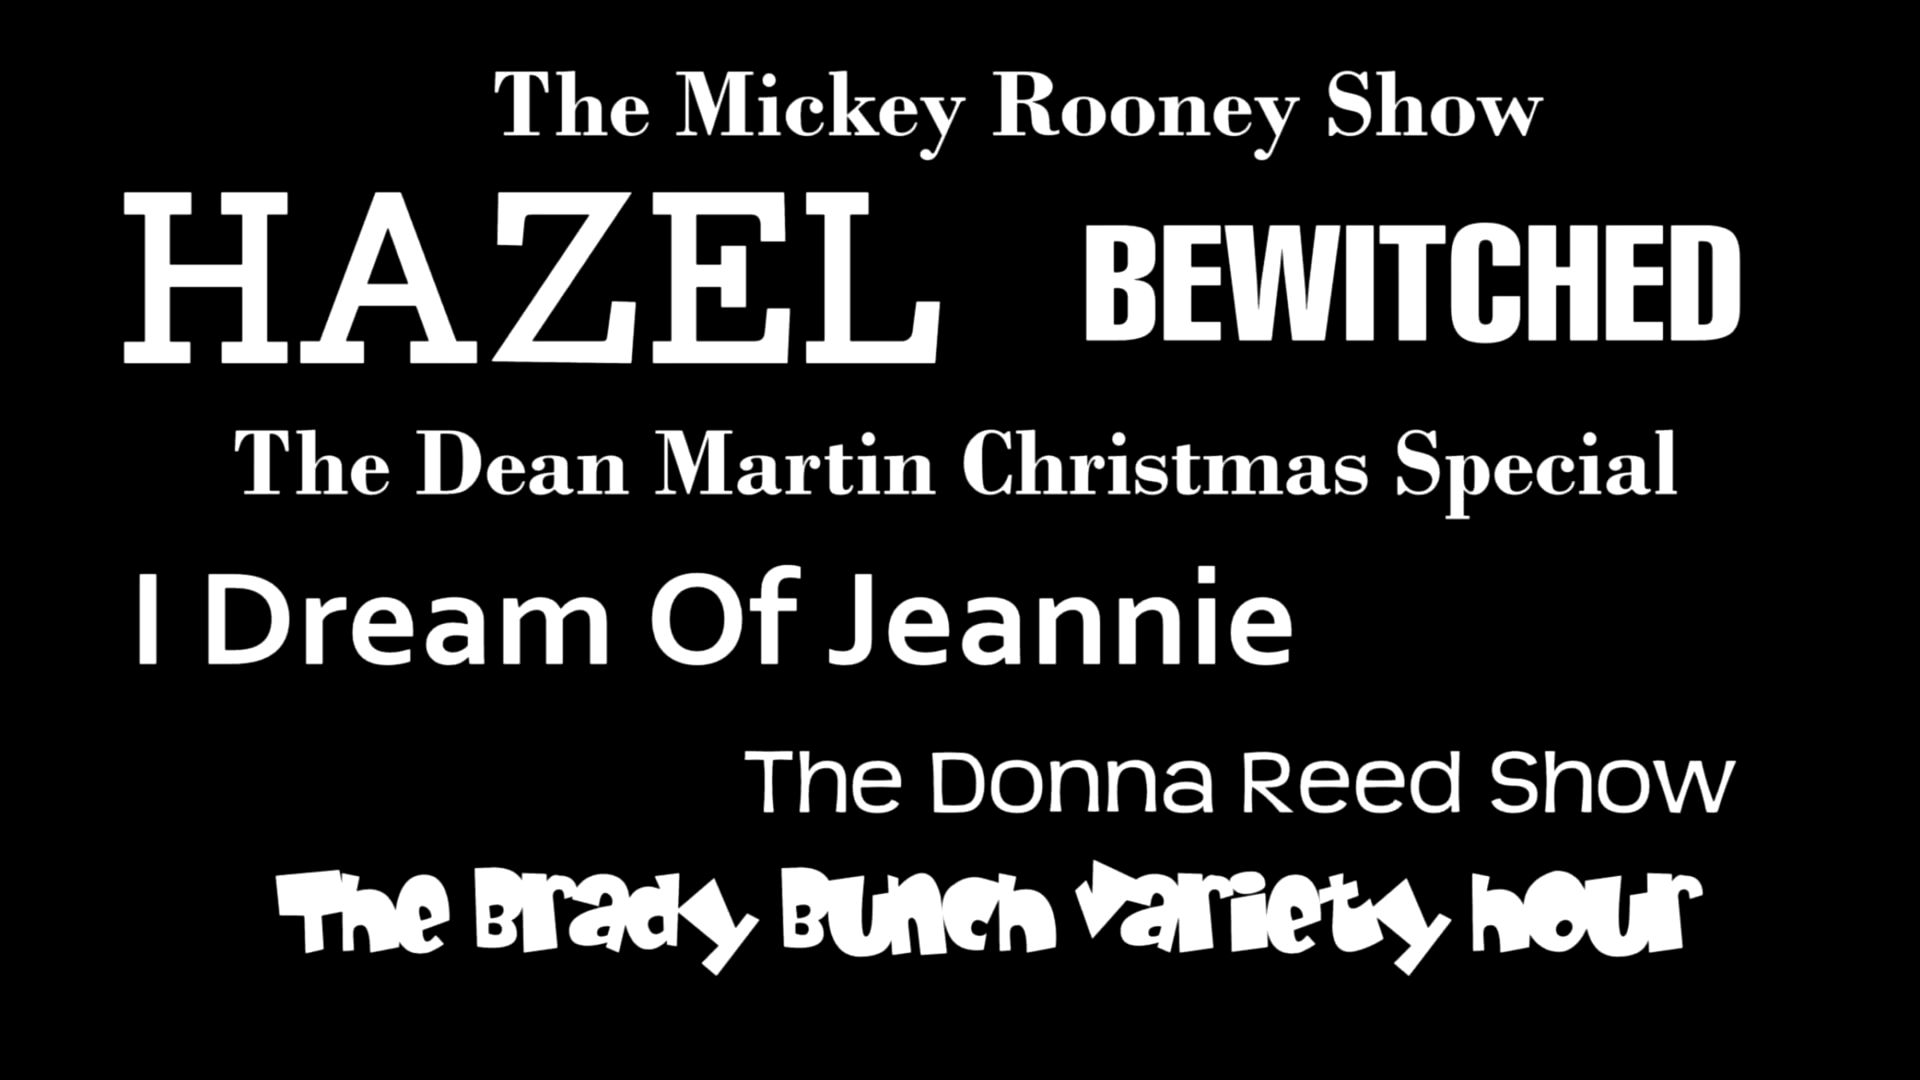 The Mickey Rooney Show
HAZEL BEWITCHED
The Dean Martin Christmas Special
I Dream Of Jeannie
The Donna Reed Show
The Brady Bunch Variety hour